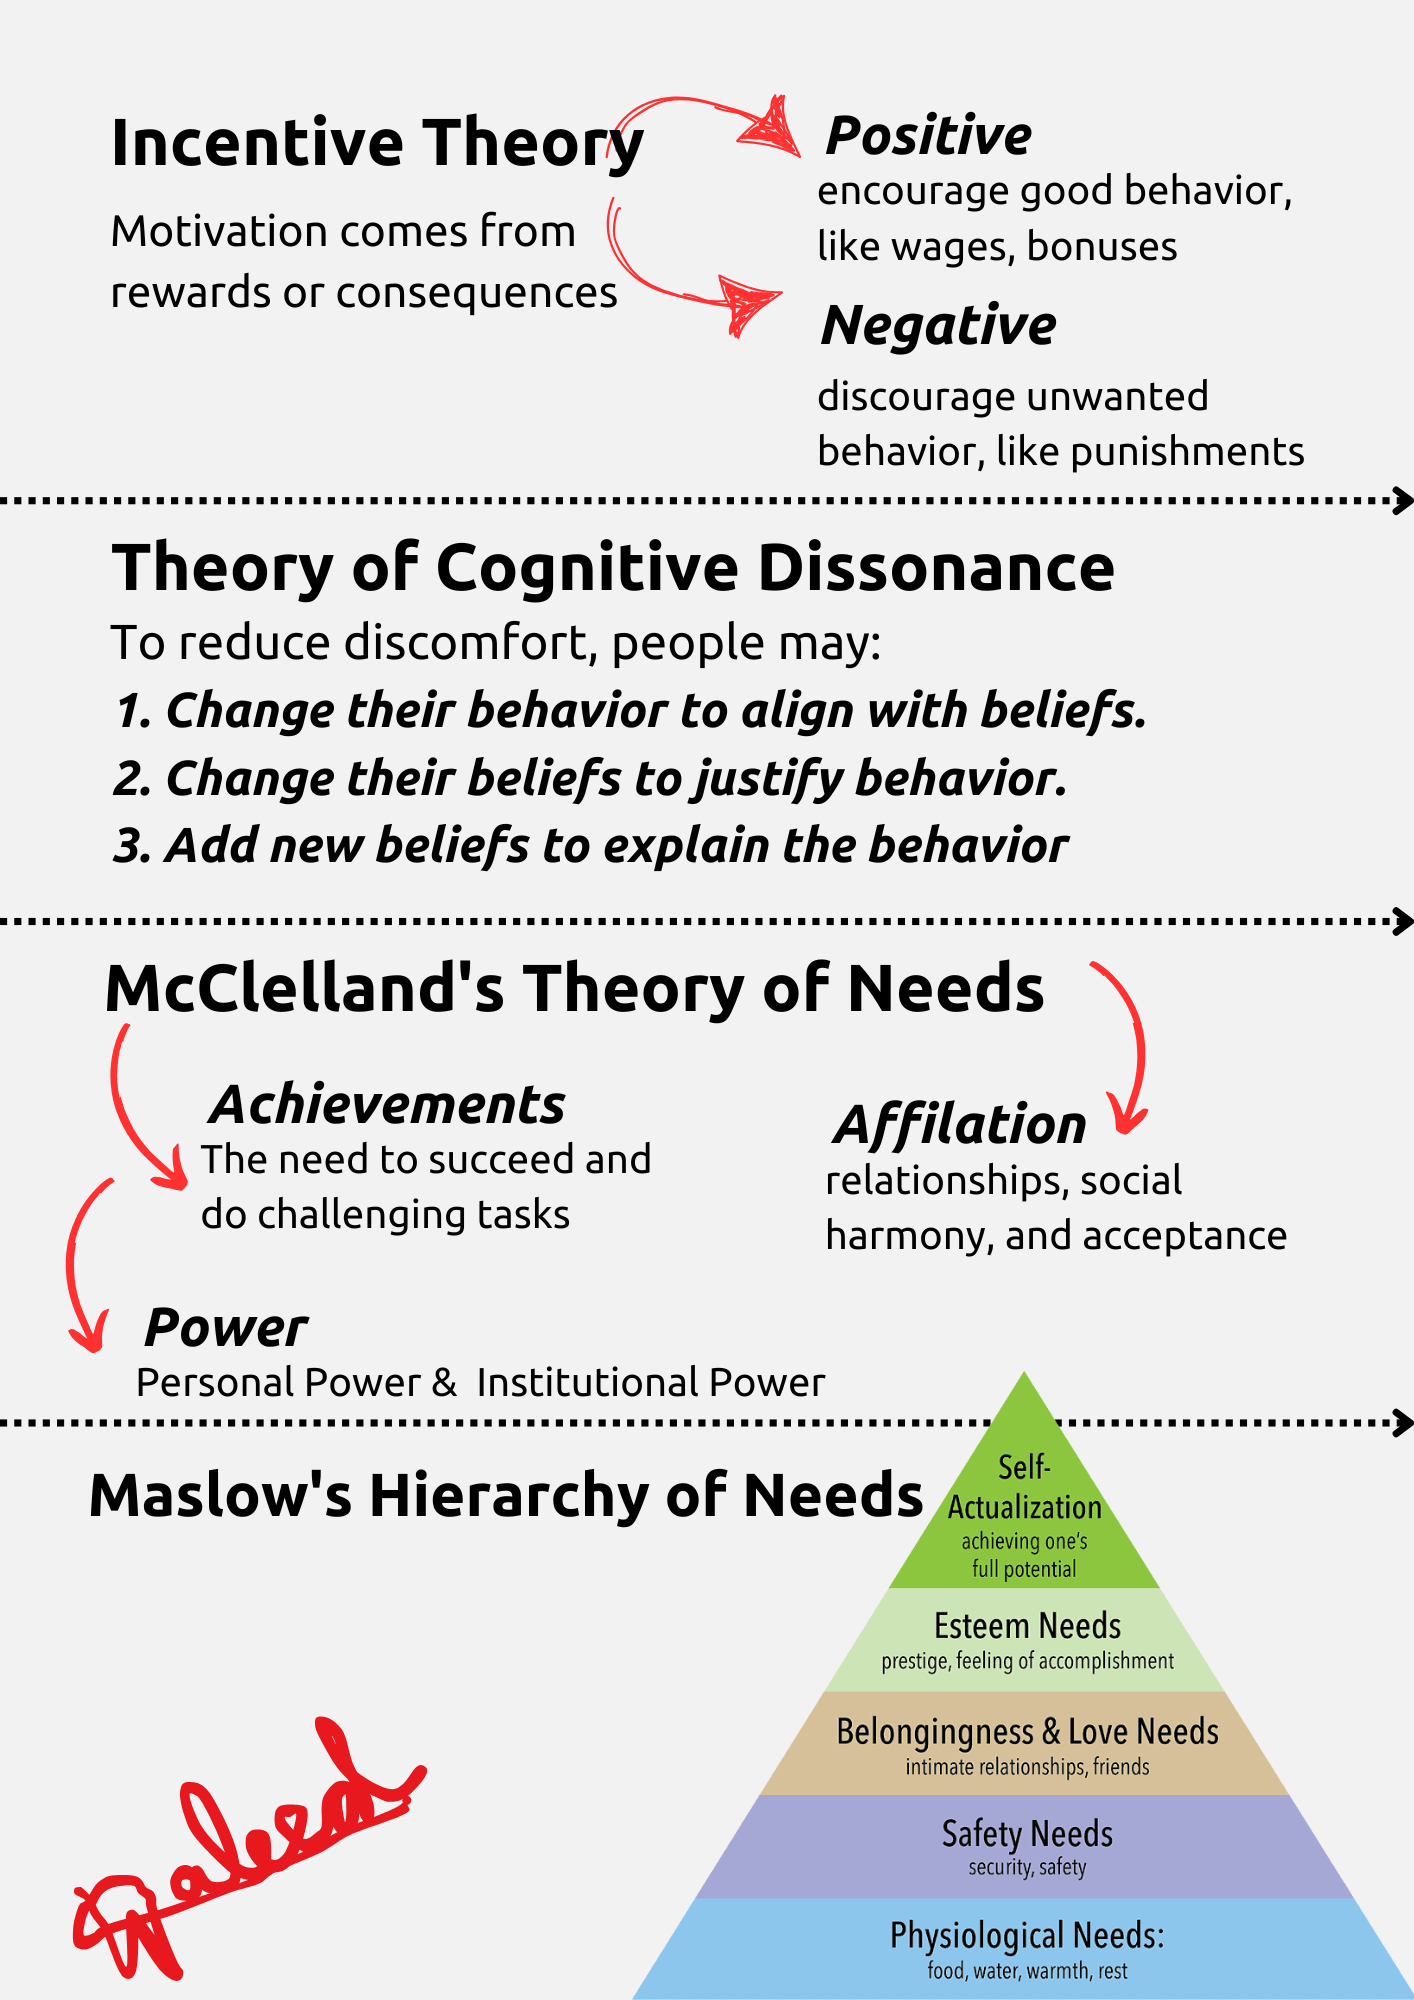 Incentive Theory
Motivation comes from
rewards or consequences
Positive
encourage good behavior,
like wages, bonuses
Negative
discourage unwanted
behavior, like punishments
Theory of Cognitive Dissonance
To reduce discomfort, people may:
1. Change their behavior to align with beliefs.
2. Change their beliefs to justify behavior.
3. Add new beliefs to explain the behavior
McClelland's Theory of Needs
Achievements
The need to succeed and
do challenging tasks
Affilation
relationships, social
harmony, and acceptance
Power
Personal Power & Institutional Power
Maslow's Hierarchy of Needs
Self-
Actualization
achieving one's
full potential
Esteem Needs
prestige, feeling of accomplishment
Belongingness & Love Needs
intimate relationships, friends
Safety Needs
security, safety
Physiological Needs:
food, water, warmth, rest